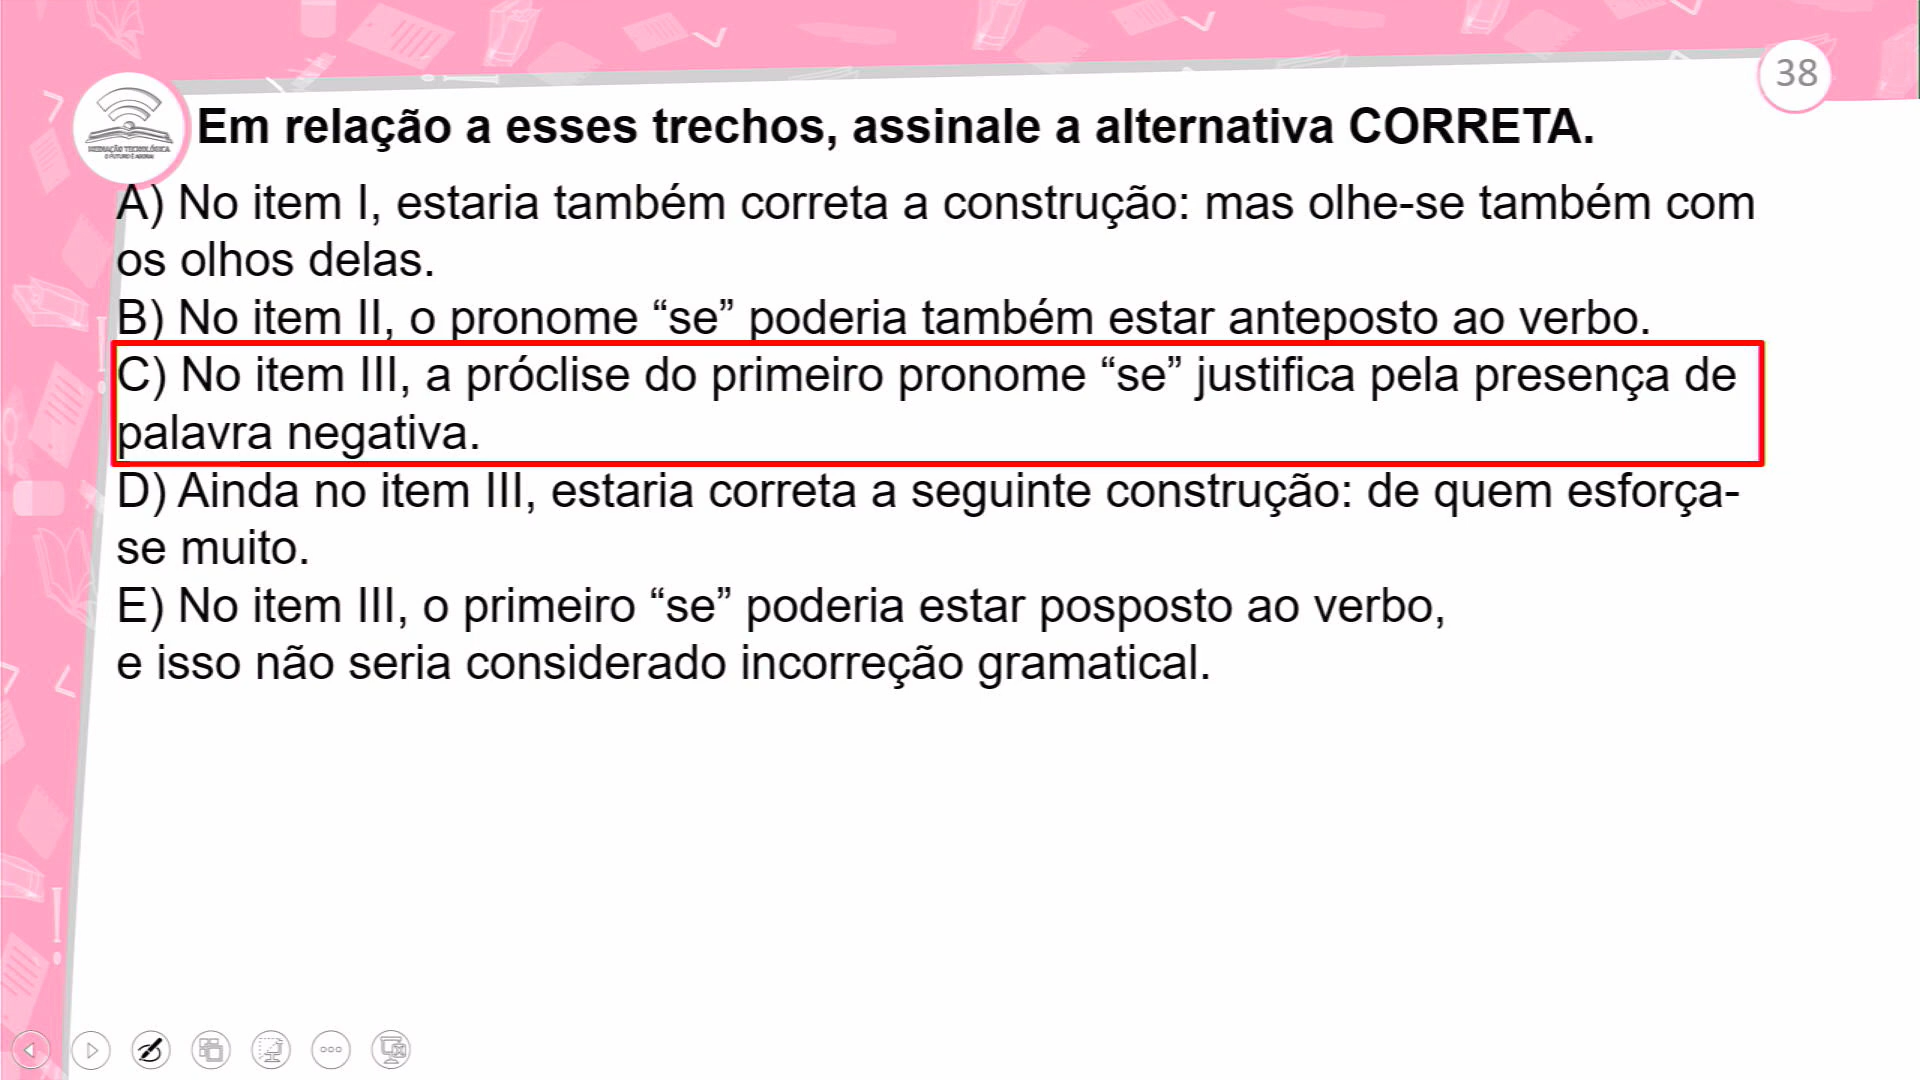 38
MEDIAÇÃO TECNOLÓGICA
O FUTURO É AGORA!
Em relação a esses trechos, assinale a alternativa CORRETA.
A) No item I, estaria também correta a construção: mas olhe-se também com
os olhos delas.
B) No item II, o pronome “se” poderia também estar anteposto ao verbo.
C) No item III, a próclise do primeiro pronome “se” justifica pela presença de
palavra negativa.
D) Ainda no item III, estaria correta a seguinte construção: de quem esforça-
se muito.
E) No item III, o primeiro “se” poderia estar posposto ao verbo,
e isso não seria considerado incorreção gramatical.